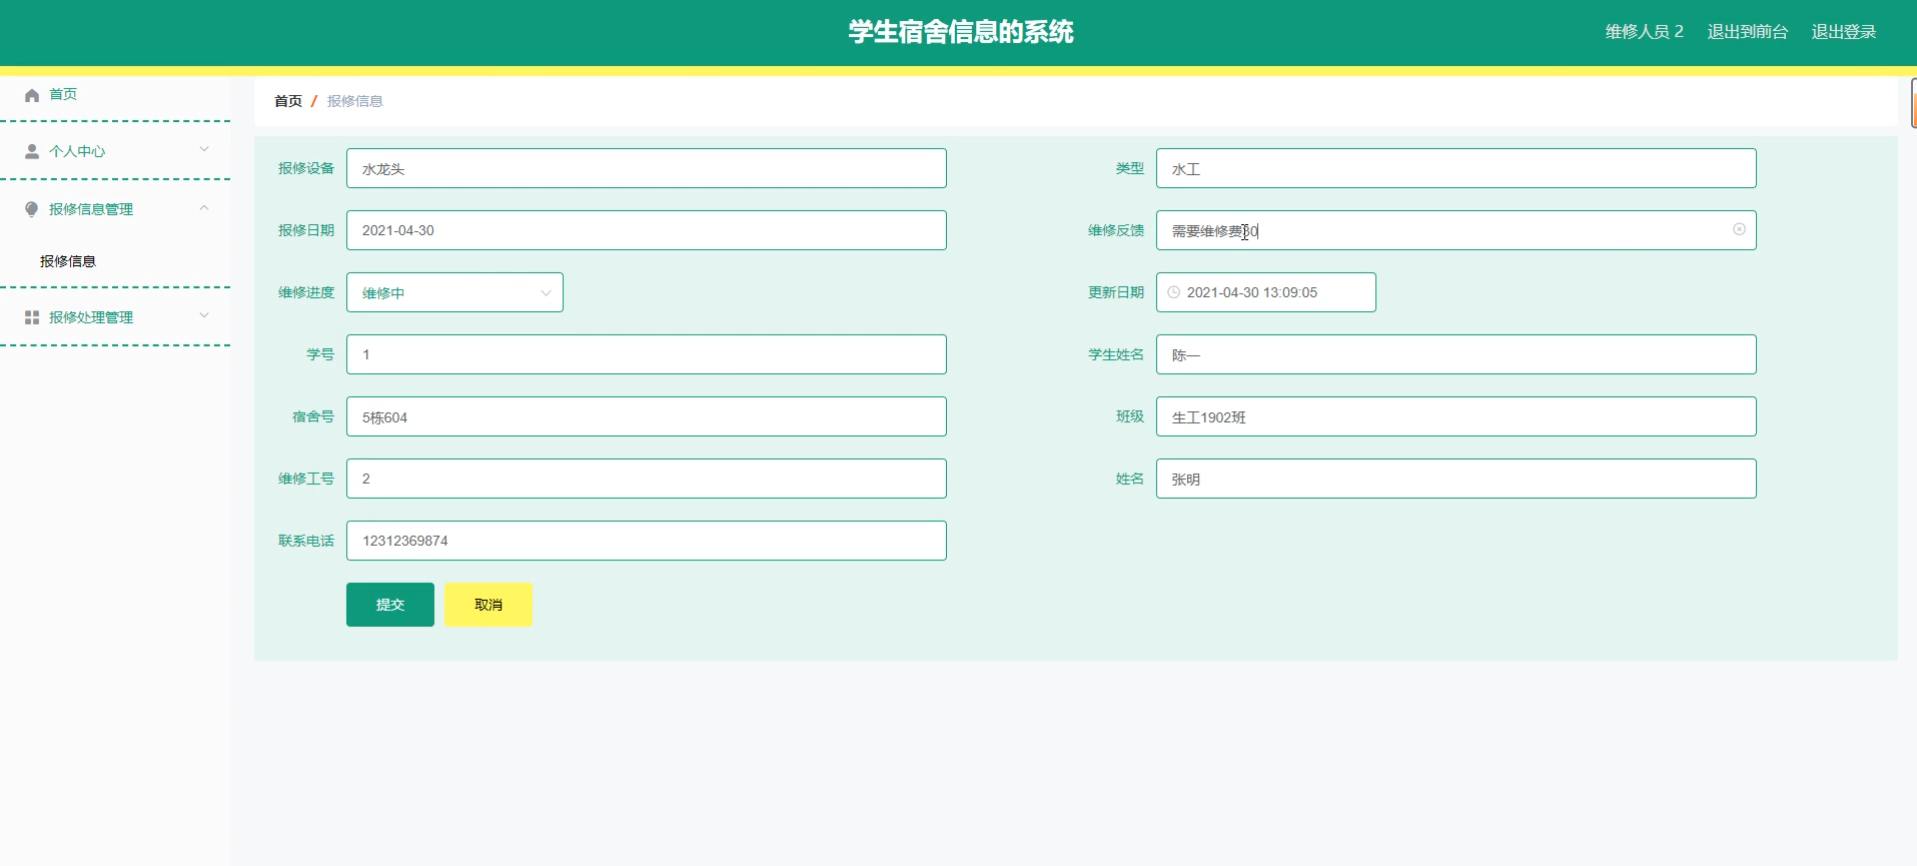 学生宿舍信息的系统
维修人员 2 退出到前台 退出登录
首页
个人中心
报修信息管理
报修信息
报修处理管理
首页 / 报修信息
报修设备 水龙头 类型 水工
报修日期 2021-04-30 维修反馈 需要维修费30
维修进度 维修中 更新日期 2021-04-30 13:09:05
学号 1 学生姓名 陈一
宿舍号 5栋604 班级 生工1902班
维修工号 2 姓名 张明
联系电话 12312369874
提交 取消